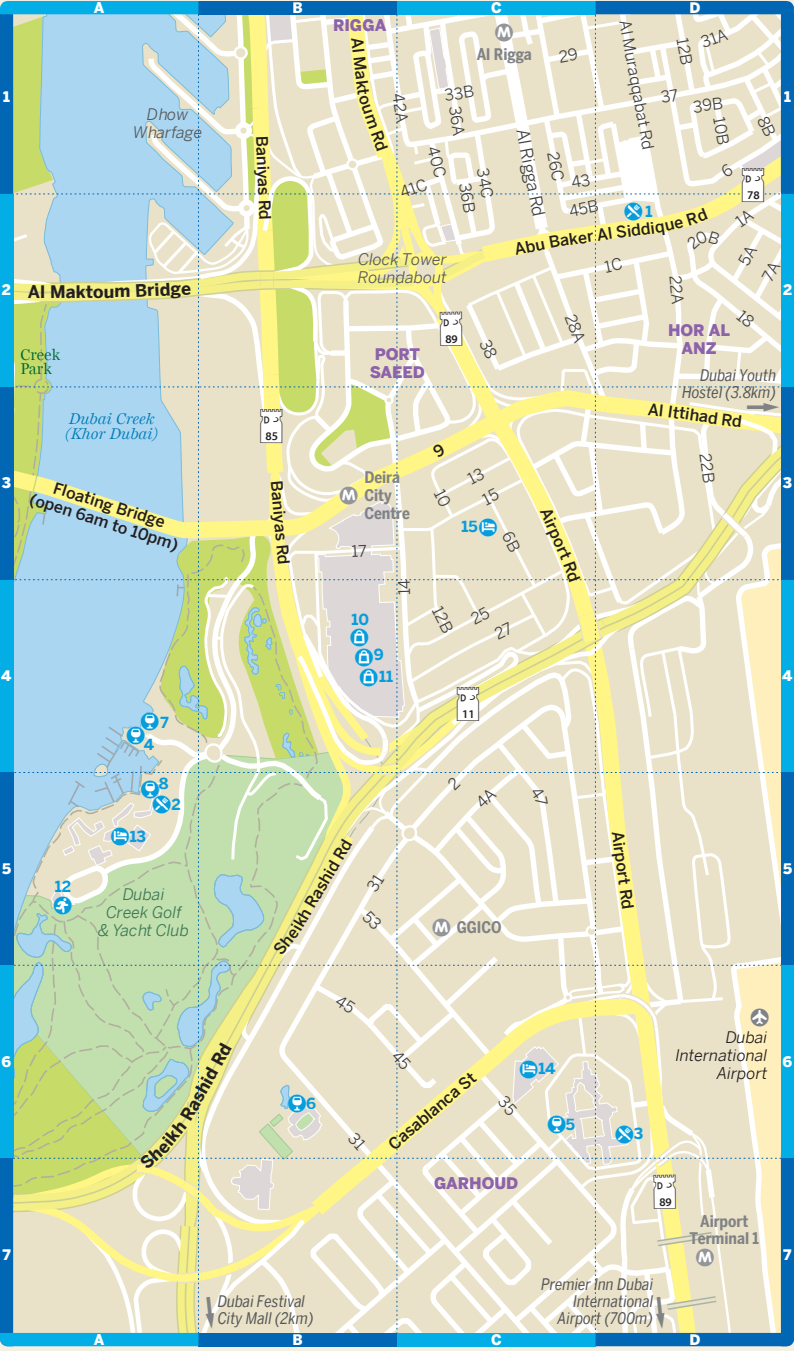 A
B
C
D
RIGGA
Al Maktoum Rd
M
Al Rigga
29
Al Muraqqabat Rd
12B
31A
1
1
Dhow
Wharfage
Baniyas Rd
42A
33B
36A
37
39B
10B
8B
40C
41C
36B
34C
Al Rigga Rd
26C
43
45B
6
D
78
1
Abu Baker Al Siddique Rd
1A
20B
5A
7A
Clock Tower
Roundabout
1C
22A
18
2
Al Maktoum Bridge
2
D
89
38
28A
HOR AL
ANZ
PORT
SAEED
Creek
Park
Dubai Youth
Hostel (3.8km)
Dubai Creek
(Khor Dubai)
D
85
Al Ittihad Rd
9
3
3
Floating Bridge
(open 6am to 10pm)
Baniyas Rd
M
Deira
City
Centre
13
10
15
22B
15
6B
Airport Rd
17
14
12B
25
27
10
9
11
4
4
D
11
7
4
8
2
2
4A
47
13
5
5
12
Airport Rd
Sheikh Rashid Rd
31
53
Dubai
Creek Golf
& Yacht Club
M
GGICO
45
45
Dubai
International
Airport
6
6
Sheikh Rashid Rd
14
6
Casablanca St
35
5
3
31
GARHOUD
D
89
Airport
Terminal 1
M
7
7
Dubai Festival
City Mall (2km)
Premier Inn Dubai
International
Airport (700m)
A
B
C
D